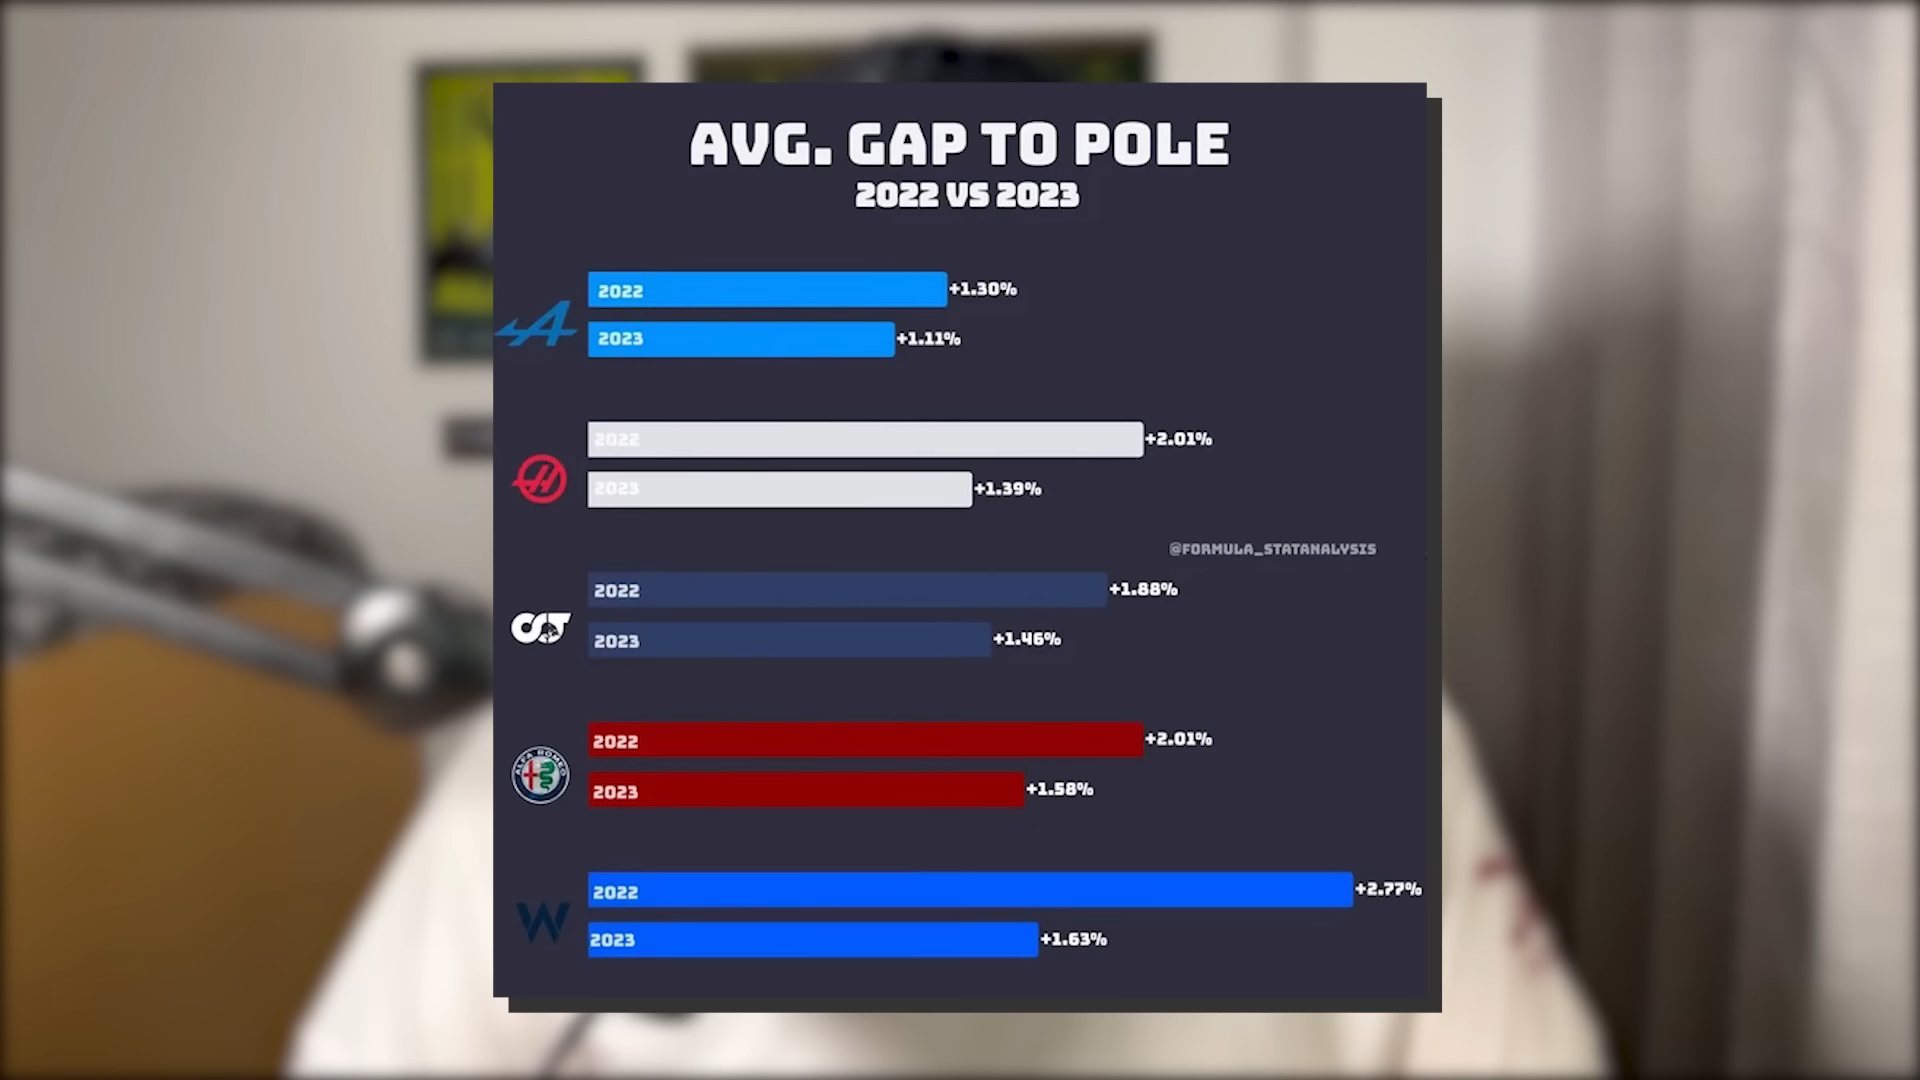 AVG. GAP TO POLE
2022 VS 2023
2022 +1.30%
2023 +1.11%
2022 +2.01%
2023 +1.39%
@FORMULA_STATANALYSIS
2022 +1.88%
2023 +1.46%
ALFA ROMEO
2022 +2.01%
2023 +1.58%
W
2022 +2.77%
2023 +1.63%